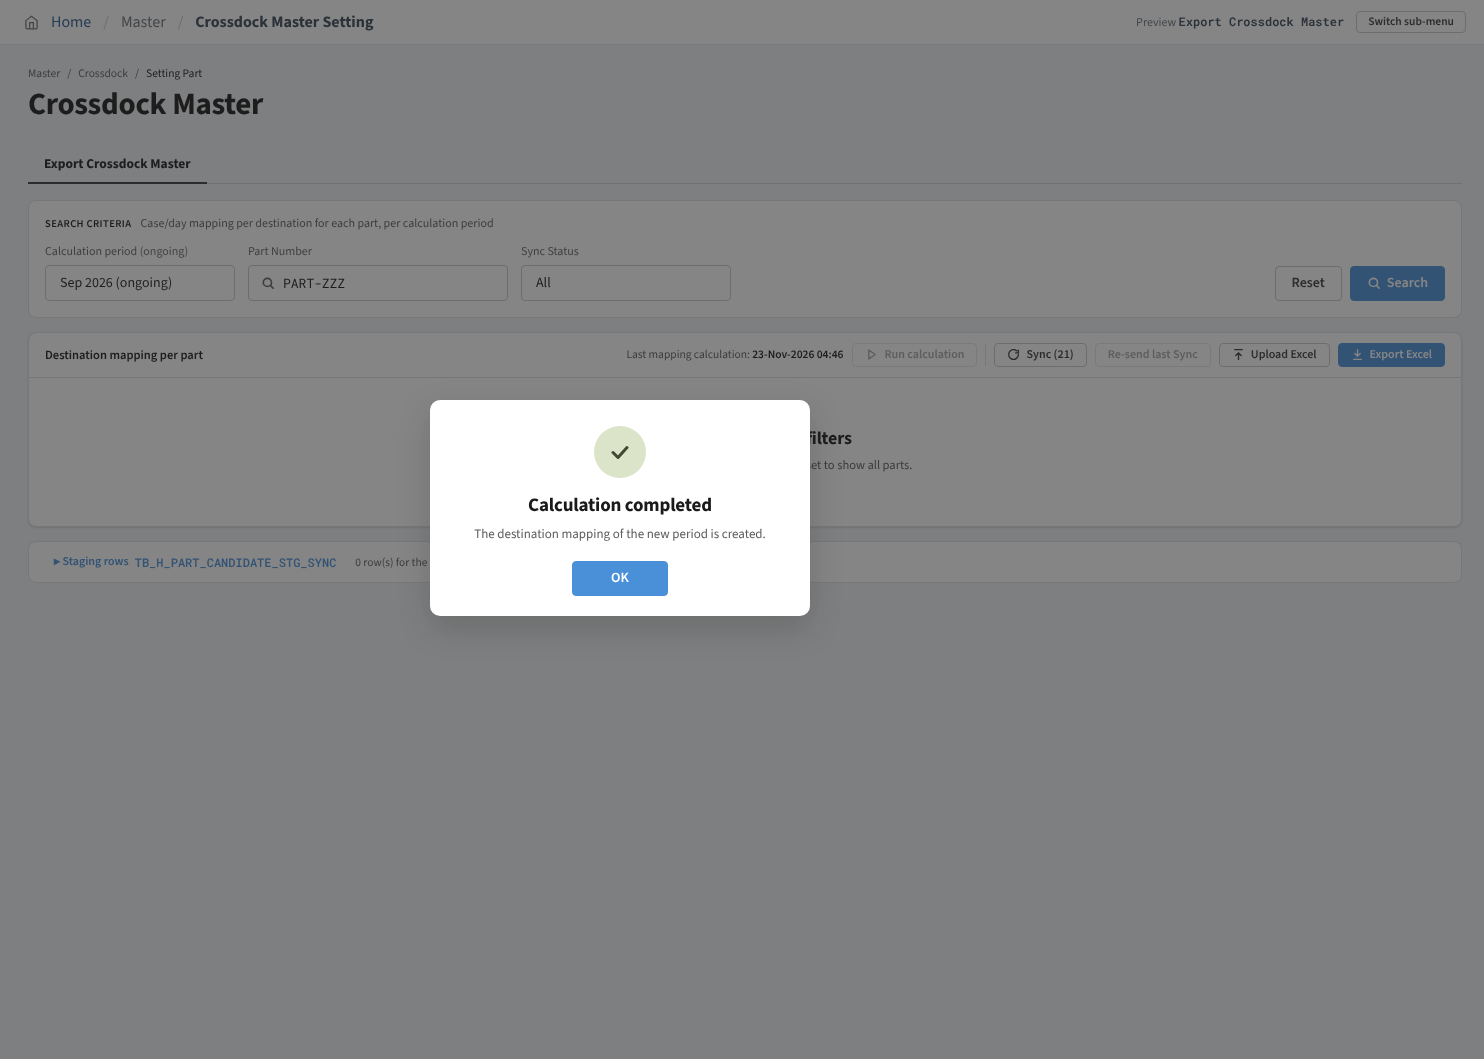 Home / Master / Crossdock Master Setting
Preview Export Crossdock Master
Switch sub-menu
Master / Crossdock / Setting Part
Crossdock Master
Export Crossdock Master
SEARCH CRITERIA Case/day mapping per destination for each part, per calculation period
Calculation period (ongoing)
Part Number
Sync Status
Sep 2026 (ongoing)
PART-ZZZ
All
Reset
Search
Destination mapping per part
Last mapping calculation: 23-Nov-2026 04:46
Run calculation
Sync (21)
Re-send last Sync
Upload Excel
Export Excel
filters
to show all parts.
Calculation completed
The destination mapping of the new period is created.
OK
Staging rows TB_H_PART_CANDIDATE_STG_SYNC 0 row(s) for the